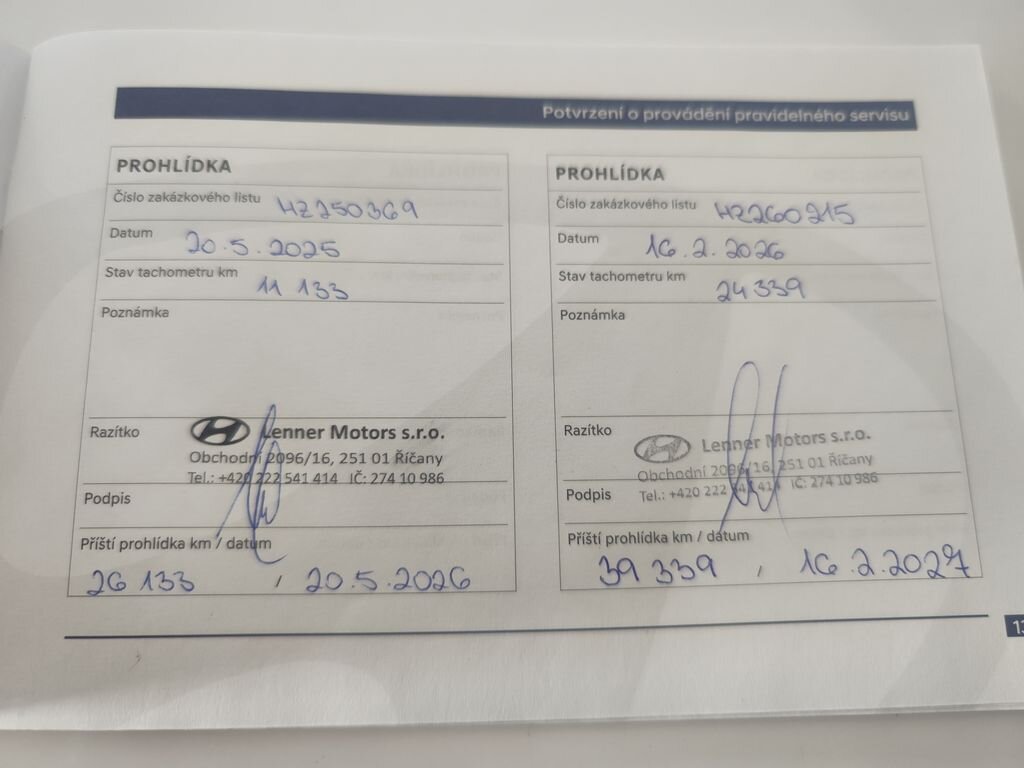 Potvrzení o provádění pravidelného servisu
PROHLÍDKA
Číslo zakázkového listu HZ250369
Datum 20.5.2025
Stav tachometru km 11 133
Poznámka
Razítko
Lenner Motors s.r.o.
Obchodní 2096/16, 251 01 Říčany
Tel.: +420 222 541 414 IČ: 274 10 986
Podpis
Příští prohlídka km / datum
26 133 , 20.5.2026
PROHLÍDKA
Číslo zakázkového listu HZ260215
Datum 16.2.2026
Stav tachometru km 24 339
Poznámka
Razítko
Lenner Motors s.r.o.
Obchodní 2096/16, 251 01 Říčany
Tel.: +420 222 541 414 IČ: 274 10 986
Podpis
Příští prohlídka km / datum
39 339 , 16.2.2027